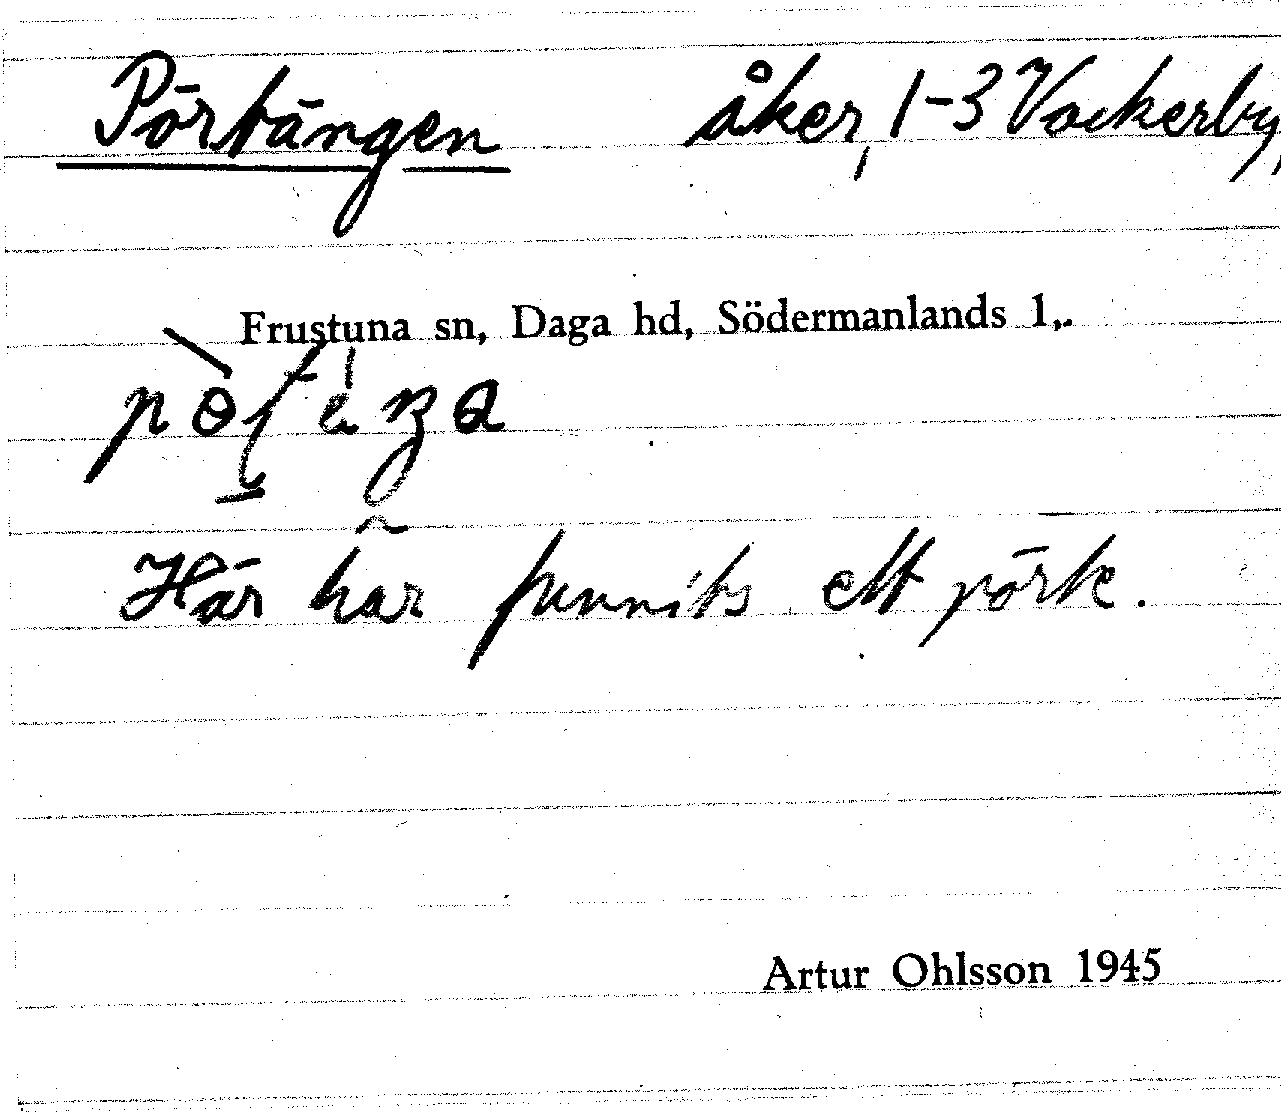 Pörtängen åker, 1-3 Vackerby,
Frustuna sn, Daga hd, Södermanlands l,.
Här har funnits ett pörte.
Artur Ohlsson 1945